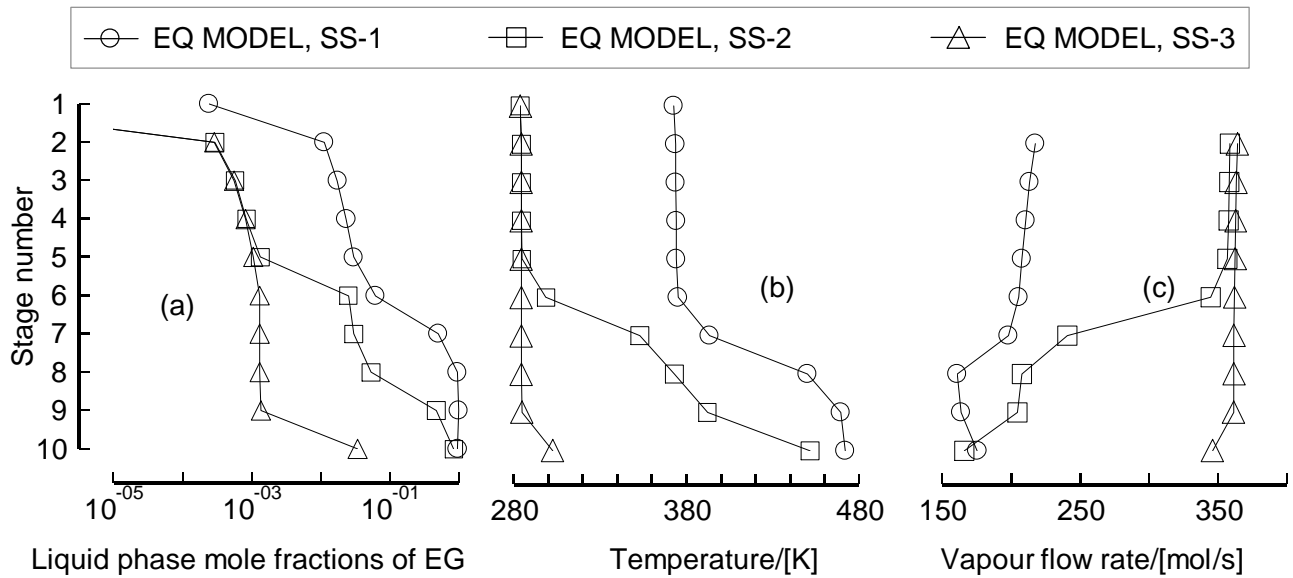 EQ MODEL, SS-1 EQ MODEL, SS-2 EQ MODEL, SS-3
Stage number
1
2
3
4
5
6
7
8
9
10
(a)
(b)
(c)
10-05 10-03 10-01
280 380 480
150 250 350
Liquid phase mole fractions of EG
Temperature/[K]
Vapour flow rate/[mol/s]